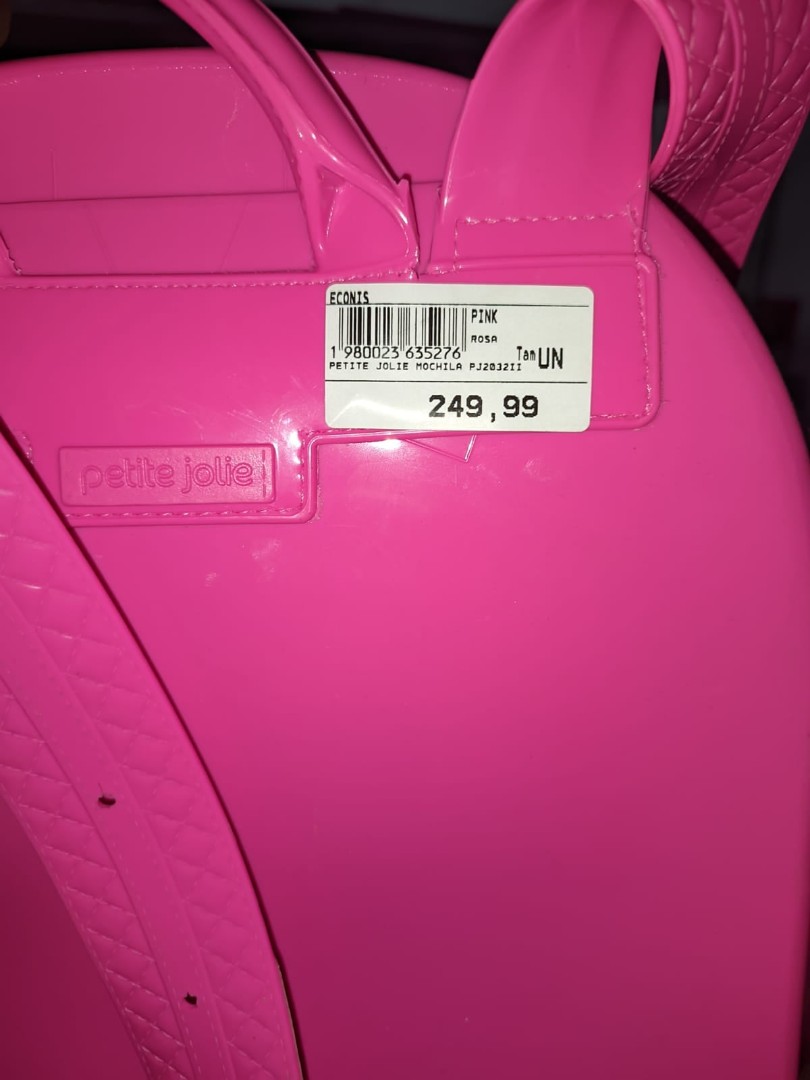 ECONIS
PINK
ROSA
1 980023 635276
Tam UN
PETITE JOLIE MOCHILA PJ2032II
249,99
petite jolie